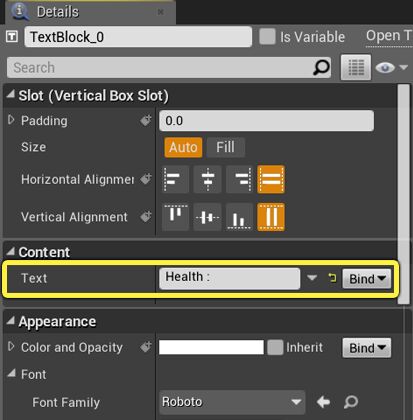 Details
TextBlock_0
Is Variable
Open T
Search
Slot (Vertical Box Slot)
Padding 0.0
Size Auto Fill
Horizontal Alignmer
Vertical Alignment
Content
Text Health : Bind
Appearance
Color and Opacity Inherit Bind
Font
Font Family Roboto